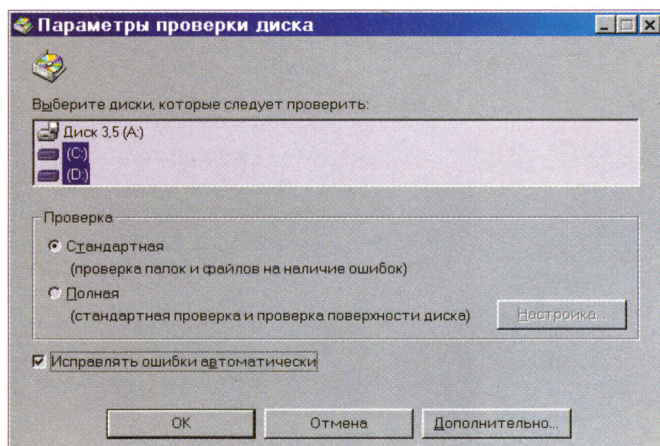 Параметры проверки диска
Выберите диски, которые следует проверить:
Диск 3,5 (A:)
(C:)
(D:)
Проверка
Стандартная
(проверка папок и файлов на наличие ошибок)
Полная
(стандартная проверка и проверка поверхности диска)
Настройка...
Исправлять ошибки автоматически
OK
Отмена
Дополнительно...